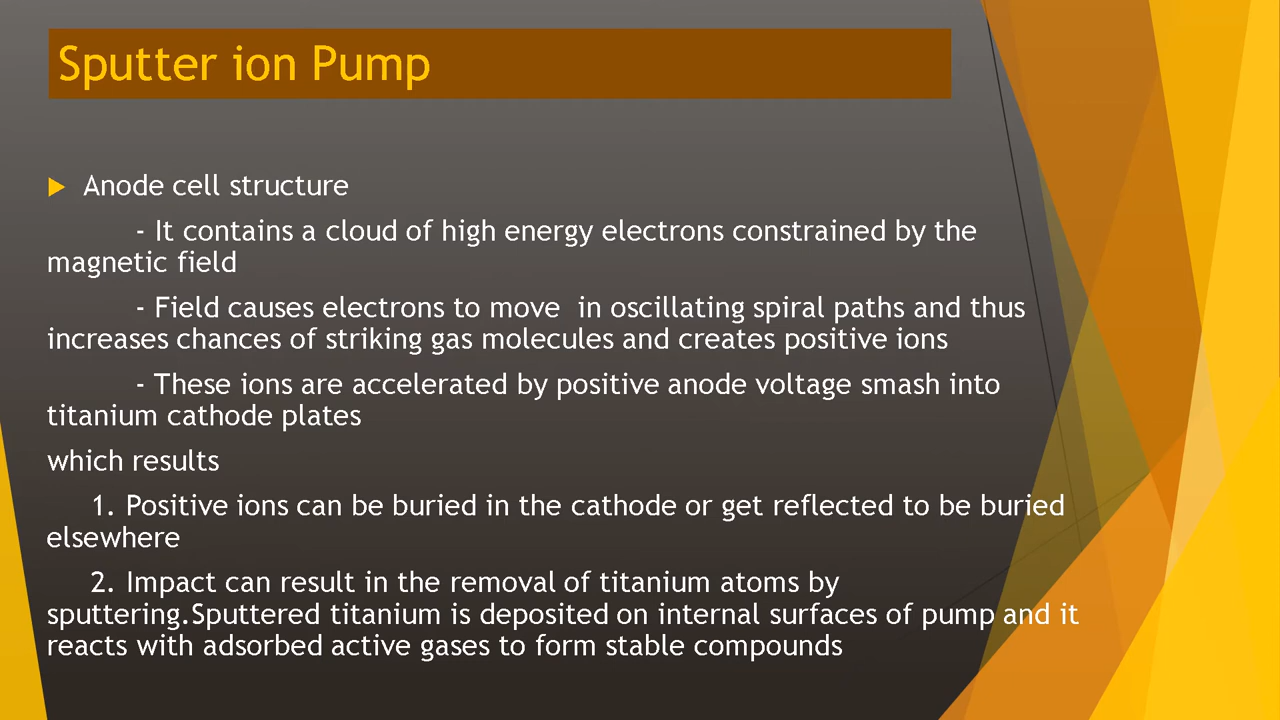 Sputter ion Pump
Anode cell structure
- It contains a cloud of high energy electrons constrained by the
magnetic field
- Field causes electrons to move  in oscillating spiral paths and thus
increases chances of striking gas molecules and creates positive ions
- These ions are accelerated by positive anode voltage smash into
titanium cathode plates
which results
1. Positive ions can be buried in the cathode or get reflected to be buried
elsewhere
2. Impact can result in the removal of titanium atoms by
sputtering.Sputtered titanium is deposited on internal surfaces of pump and it
reacts with adsorbed active gases to form stable compounds